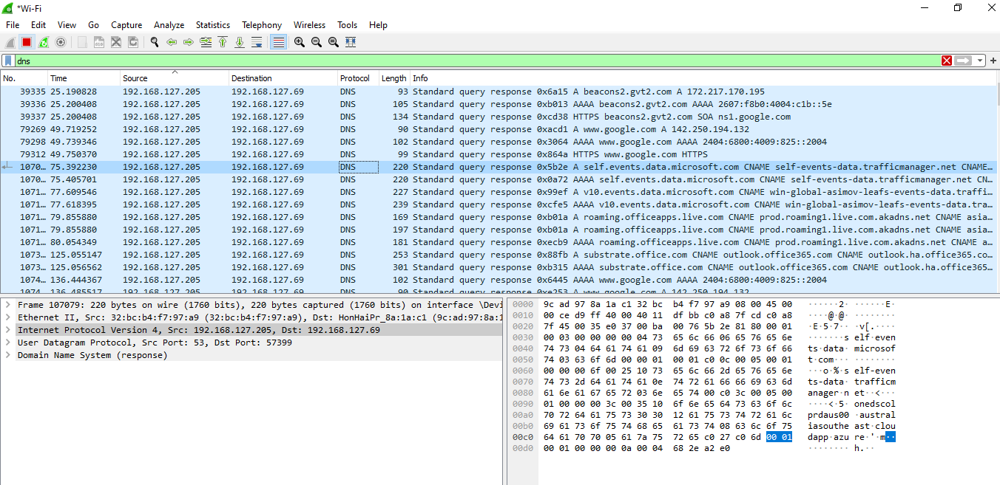 *Wi-Fi
File Edit View Go Capture Analyze Statistics Telephony Wireless Tools Help
dns
No. Time Source Destination Protocol Length Info
39335 25.190828 192.168.127.205 192.168.127.69 DNS 93 Standard query response 0x6a15 A beacons2.gvt2.com A 172.217.170.195
39336 25.200408 192.168.127.205 192.168.127.69 DNS 105 Standard query response 0xb013 AAAA beacons2.gvt2.com AAAA 2607:f8b0:4004:c1b::5e
39337 25.200408 192.168.127.205 192.168.127.69 DNS 134 Standard query response 0xcd38 HTTPS beacons2.gvt2.com SOA ns1.google.com
79269 49.719252 192.168.127.205 192.168.127.69 DNS 90 Standard query response 0xacd1 A www.google.com A 142.250.194.132
79298 49.739346 192.168.127.205 192.168.127.69 DNS 102 Standard query response 0x3064 AAAA www.google.com AAAA 2404:6800:4009:825::2004
79312 49.750370 192.168.127.205 192.168.127.69 DNS 99 Standard query response 0x864a HTTPS www.google.com HTTPS
1070… 75.392230 192.168.127.205 192.168.127.69 DNS 220 Standard query response 0x5b2e A self.events.data.microsoft.com CNAME self-events-data.trafficmanager.net CNAME…
1070… 75.405701 192.168.127.205 192.168.127.69 DNS 220 Standard query response 0x0a72 AAAA self.events.data.microsoft.com CNAME self-events-data.trafficmanager.net CN…
1071… 77.609546 192.168.127.205 192.168.127.69 DNS 227 Standard query response 0x99ef A v10.events.data.microsoft.com CNAME win-global-asimov-leafs-events-data.traffi…
1071… 77.618395 192.168.127.205 192.168.127.69 DNS 239 Standard query response 0xcfe5 AAAA v10.events.data.microsoft.com CNAME win-global-asimov-leafs-events-data.tra…
1071… 79.855880 192.168.127.205 192.168.127.69 DNS 169 Standard query response 0xb01a A roaming.officeapps.live.com CNAME prod.roaming1.live.com.akadns.net CNAME asia…
1071… 79.855880 192.168.127.205 192.168.127.69 DNS 197 Standard query response 0xb01a A roaming.officeapps.live.com CNAME prod.roaming1.live.com.akadns.net CNAME asia…
1071… 80.054349 192.168.127.205 192.168.127.69 DNS 181 Standard query response 0xecb9 AAAA roaming.officeapps.live.com CNAME prod.roaming1.live.com.akadns.net CNAME a…
1073… 125.055147 192.168.127.205 192.168.127.69 DNS 253 Standard query response 0x88fb A substrate.office.com CNAME outlook.office365.com CNAME outlook.ha.office365.co…
1073… 125.056562 192.168.127.205 192.168.127.69 DNS 301 Standard query response 0xb315 AAAA substrate.office.com CNAME outlook.office365.com CNAME outlook.ha.office365…
1074… 136.444367 192.168.127.205 192.168.127.69 DNS 102 Standard query response 0x6445 AAAA www.google.com AAAA 2404:6800:4009:825::2004
1074… 136.485517 192.168.127.205 192.168.127.69 DNS 90 Standard query response 0xe253 A www.google.com A 142.250.194.132
Frame 107079: 220 bytes on wire (1760 bits), 220 bytes captured (1760 bits) on interface \Devi
Ethernet II, Src: 32:bc:b4:f7:97:a9 (32:bc:b4:f7:97:a9), Dst: HonHaiPr_8a:1a:c1 (9c:ad:97:8a:1
Internet Protocol Version 4, Src: 192.168.127.205, Dst: 192.168.127.69
User Datagram Protocol, Src Port: 53, Dst Port: 57399
Domain Name System (response)
0000 9c ad 97 8a 1a c1 32 bc b4 f7 97 a9 08 00 45 00 ······2· ······E·
0010 00 ce d9 ff 40 00 40 11 df bb c0 a8 7f cd c0 a8 ····@·@· ········
0020 7f 45 00 35 e0 37 00 ba 00 76 5b 2e 81 80 00 01 ·E·5·7·· ·v[.····
0030 00 03 00 00 00 00 04 73 65 6c 66 06 65 76 65 6e ·······s elf·even
0040 74 73 04 64 61 74 61 09 6d 69 63 72 6f 73 6f 66 ts·data· microsof
0050 74 03 63 6f 6d 00 00 01 00 01 c0 0c 00 05 00 01 t·com··· ········
0060 00 00 00 6f 00 25 10 73 65 6c 66 2d 65 76 65 6e ···o·%·s elf-even
0070 74 73 2d 64 61 74 61 0e 74 72 61 66 66 69 63 6d ts-data· trafficm
0080 61 6e 61 67 65 72 03 6e 65 74 00 c0 3c 00 05 00 anager·n et··<···
0090 01 00 00 00 3c 00 35 10 6f 6e 65 64 73 63 6f 6c ····<·5· onedscol
00a0 70 72 64 61 75 73 30 30 12 61 75 73 74 72 61 6c prdaus00 ·austral
00b0 69 61 73 6f 75 74 68 65 61 73 74 08 63 6c 6f 75 iasouthe ast·clou
00c0 64 61 70 70 05 61 7a 75 72 65 c0 27 c0 6d 00 01 dapp·azu re·'·m··
00d0 00 01 00 00 00 0a 00 04 68 2e a2 e0 ········ h.··